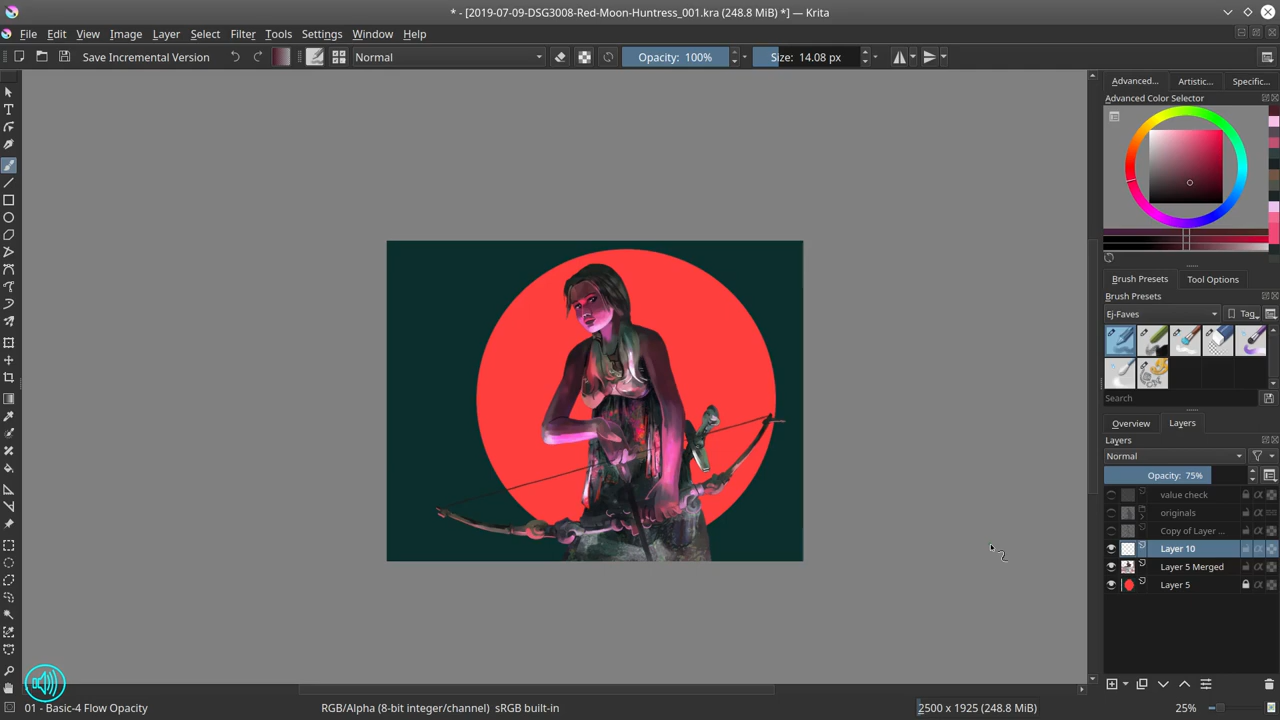 * - [2019-07-09-DSG3008-Red-Moon-Huntress_001.kra (248.8 MiB) *] — Krita
File Edit View Image Layer Select Filter Tools Settings Window Help
Save Incremental Version Normal Opacity: 100% Size: 14.08 px
Advanced... Artistic... Specific...
Advanced Color Selector
Brush Presets Tool Options
Brush Presets
Ej-Faves Tag
Search
Overview Layers
Layers
Normal
Opacity: 75%
value check
originals
Copy of Layer ...
Layer 10
Layer 5 Merged
Layer 5
01 - Basic-4 Flow Opacity RGB/Alpha (8-bit integer/channel) sRGB built-in 2500 x 1925 (248.8 MiB) 25%